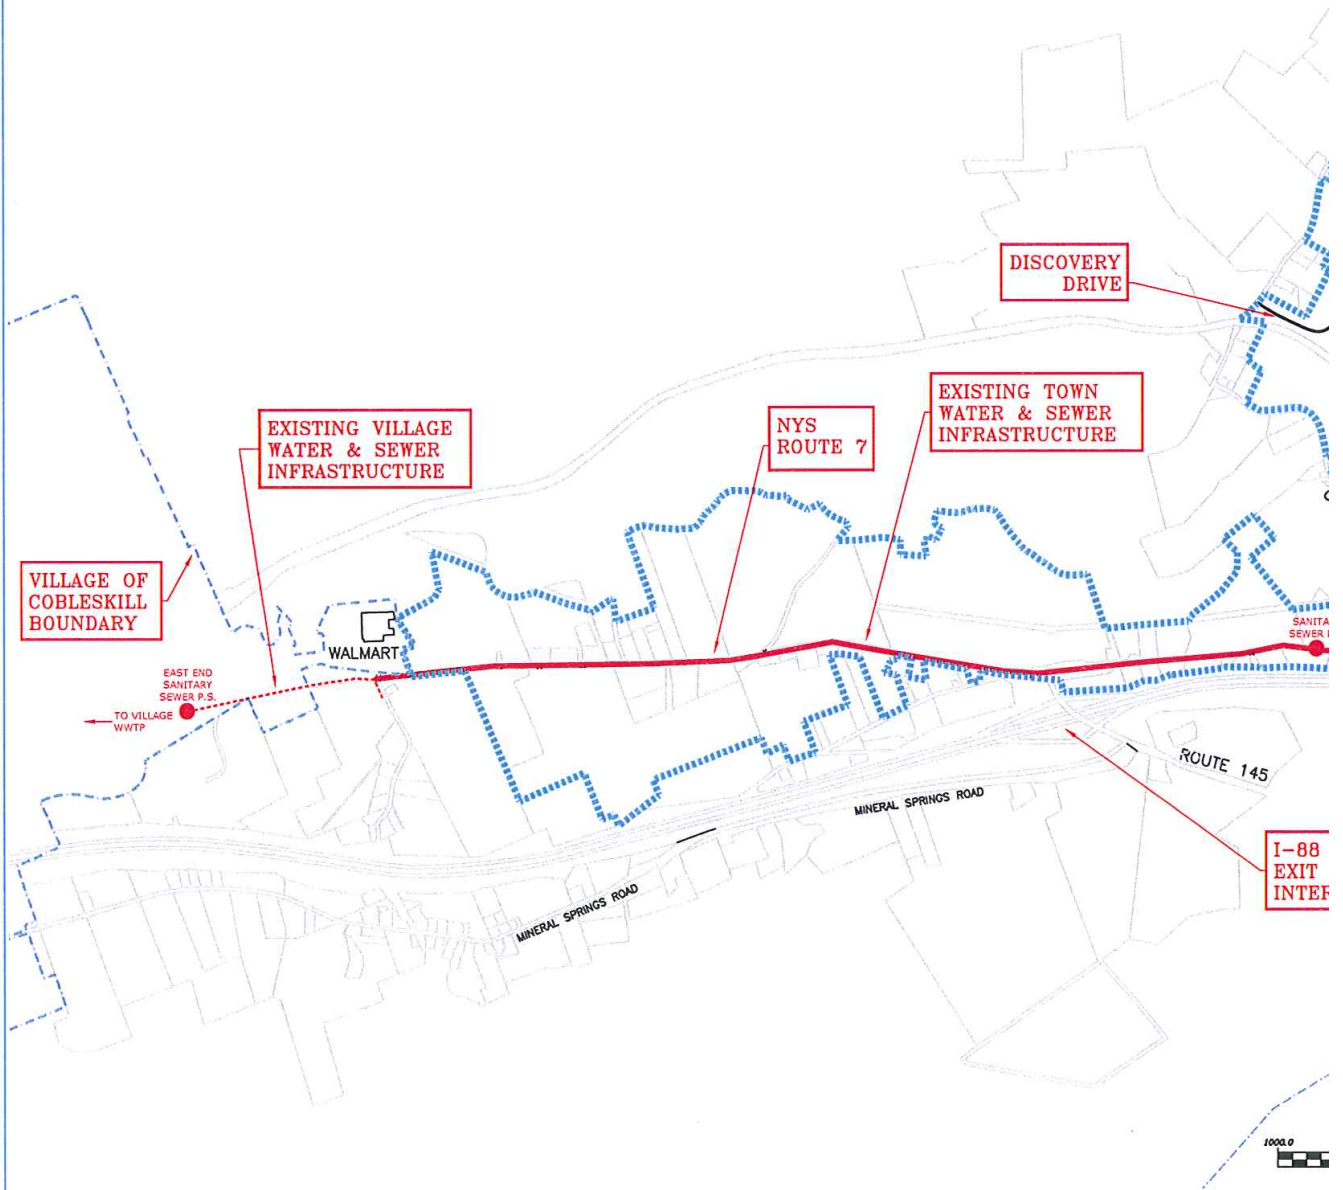 DISCOVERY
DRIVE
EXISTING TOWN
WATER & SEWER
INFRASTRUCTURE
NYS
ROUTE 7
EXISTING VILLAGE
WATER & SEWER
INFRASTRUCTURE
VILLAGE OF
COBLESKILL
BOUNDARY
WALMART
EAST END
SANITARY
SEWER P.S.
TO VILLAGE
WWTP
SEWER
ROUTE 145
MINERAL SPRINGS ROAD
MINERAL SPRINGS ROAD
I-88
EXIT
1000.0